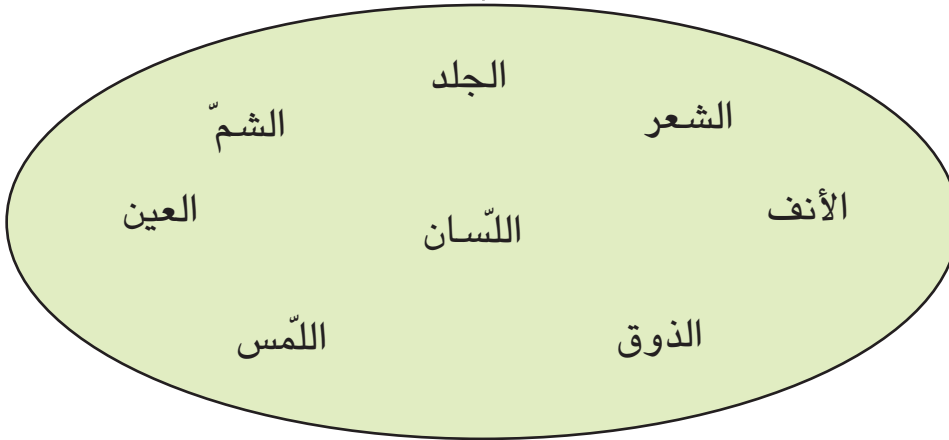 الجلد
الشعر
الشمّ
الأنف
اللّسان
العين
الذوق
اللّمس